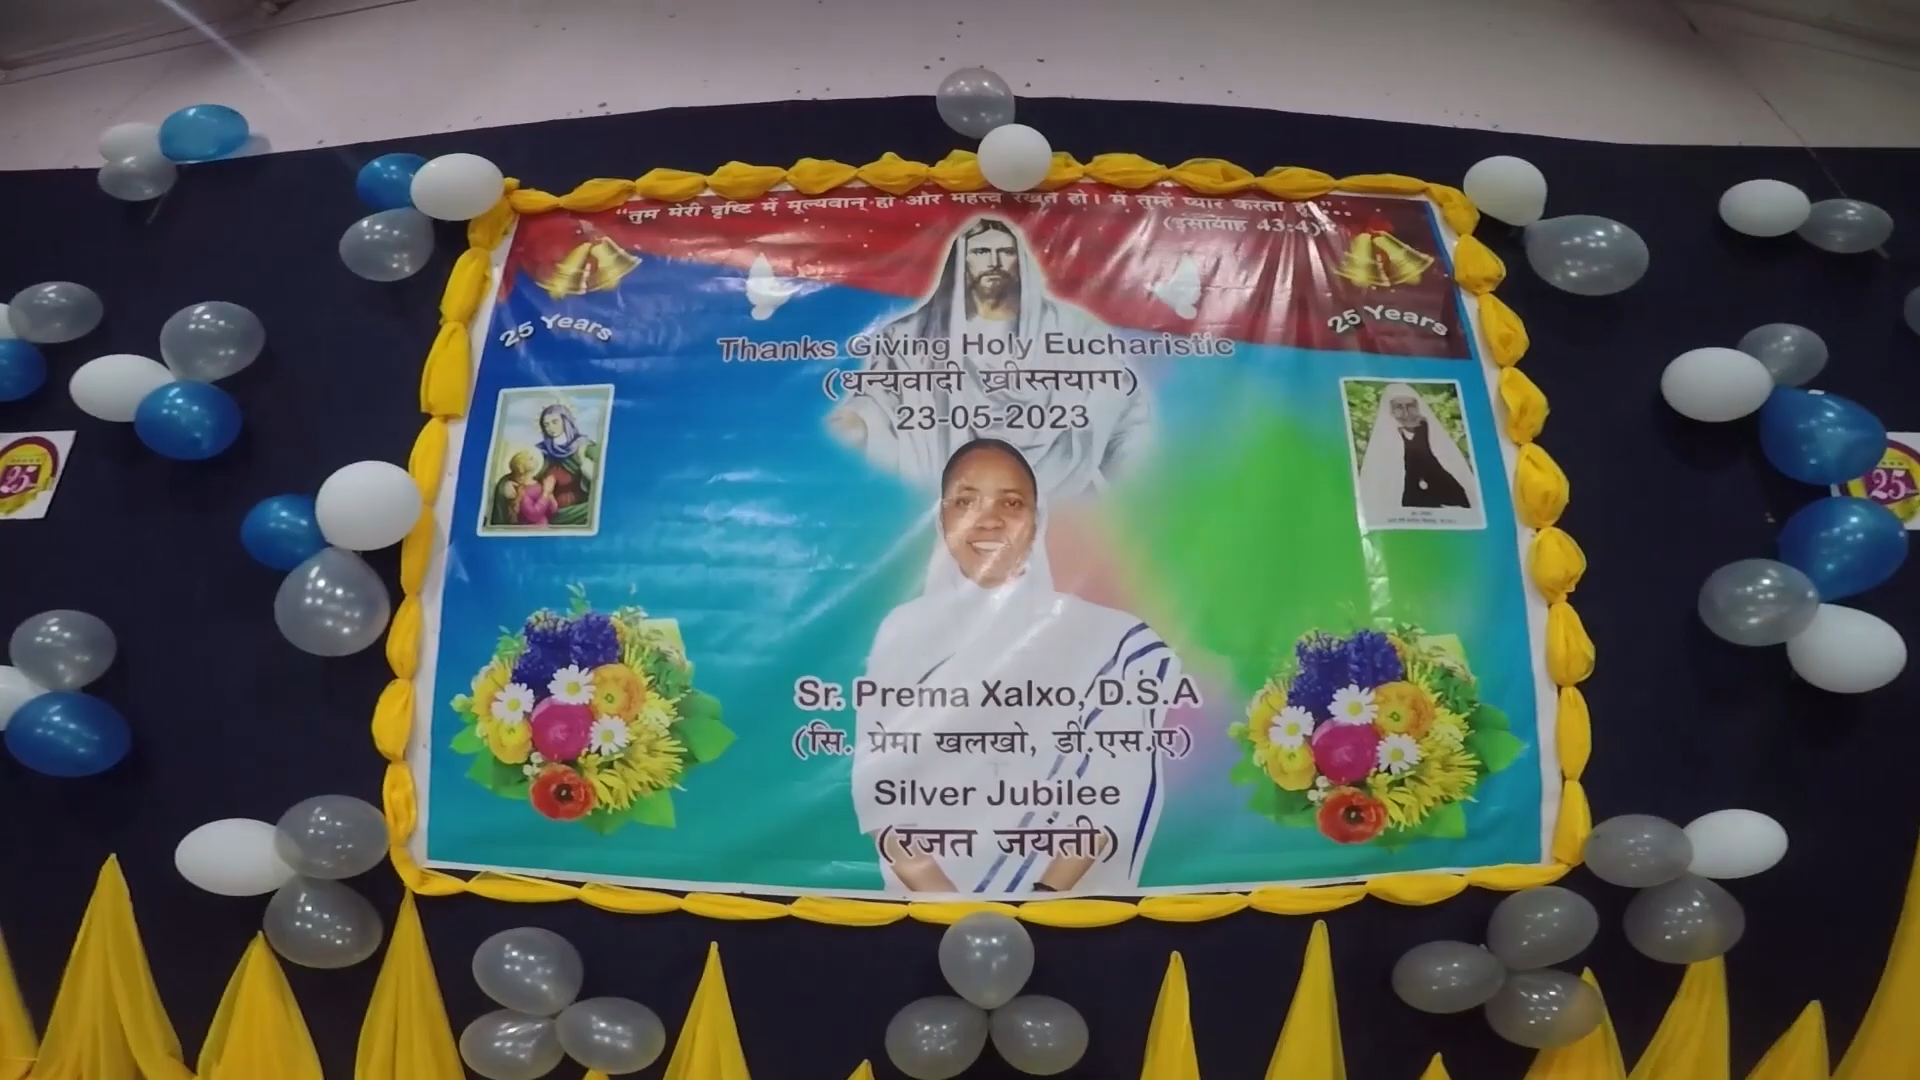 “तुम मेरी दृष्टि में मूल्यवान् हो और महत्त्व रखते हो। मैं तुम्हें प्यार करता हूँ।”...
(इसायाह 43:4)
25 Years
25 Years
Thanks Giving Holy Eucharistic
(धन्यवादी ख्रीस्तयाग)
23-05-2023
Sr. Prema Xalxo, D.S.A
(सि. प्रेमा खलखो, डी.एस.ए)
Silver Jubilee
(रजत जयंती)
25
25